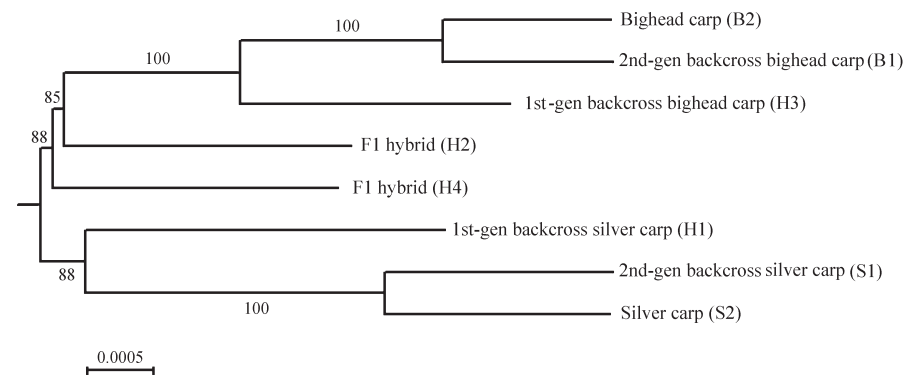 Bighead carp (B2)
100
2nd-gen backcross bighead carp (B1)
100
85
1st-gen backcross bighead carp (H3)
88
F1 hybrid (H2)
F1 hybrid (H4)
1st-gen backcross silver carp (H1)
88
2nd-gen backcross silver carp (S1)
100
Silver carp (S2)
0.0005